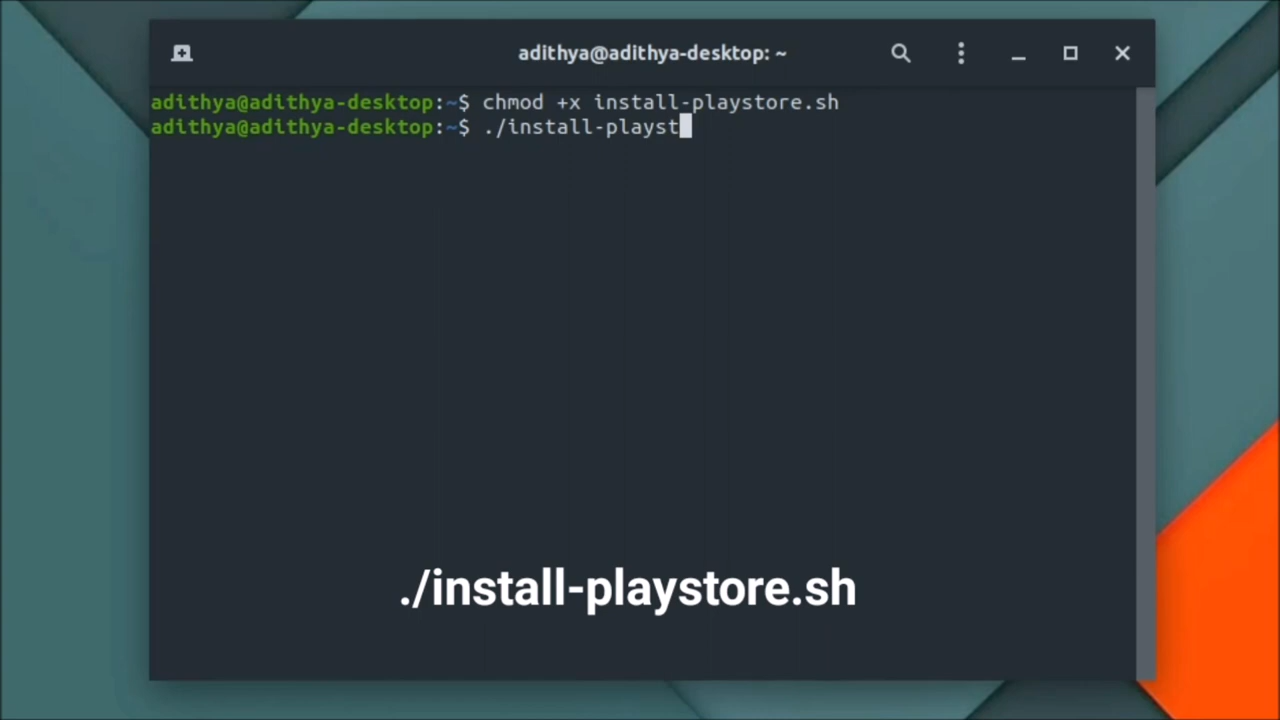 adithya@adithya-desktop: ~
adithya@adithya-desktop:~$ chmod +x install-playstore.sh
adithya@adithya-desktop:~$ ./install-playst
./install-playstore.sh